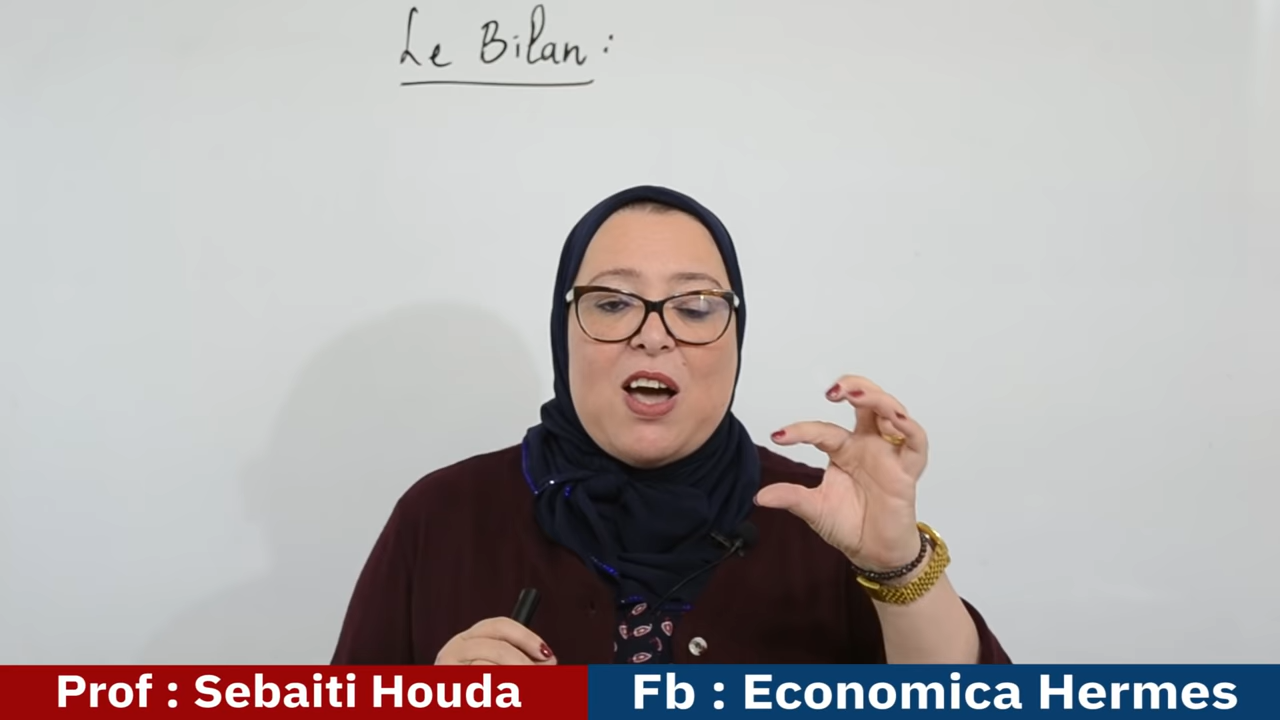 Le Bilan :
Prof : Sebaiti Houda
Fb : Economica Hermes